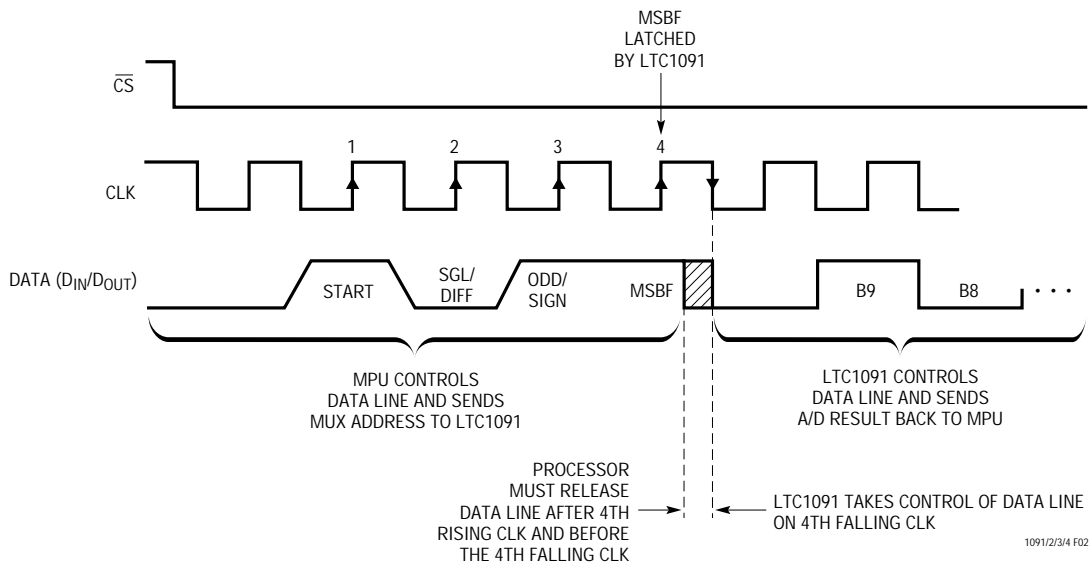 MSBF
LATCHED
BY LTC1091
CS
1 2 3 4
CLK
DATA (DIN/DOUT)
START
SGL/
DIFF
ODD/
SIGN
MSBF
B9
B8
• • •
MPU CONTROLS
DATA LINE AND SENDS
MUX ADDRESS TO LTC1091
LTC1091 CONTROLS
DATA LINE AND SENDS
A/D RESULT BACK TO MPU
PROCESSOR
MUST RELEASE
DATA LINE AFTER 4TH
RISING CLK AND BEFORE
THE 4TH FALLING CLK
LTC1091 TAKES CONTROL OF DATA LINE
ON 4TH FALLING CLK
1091/2/3/4 F02